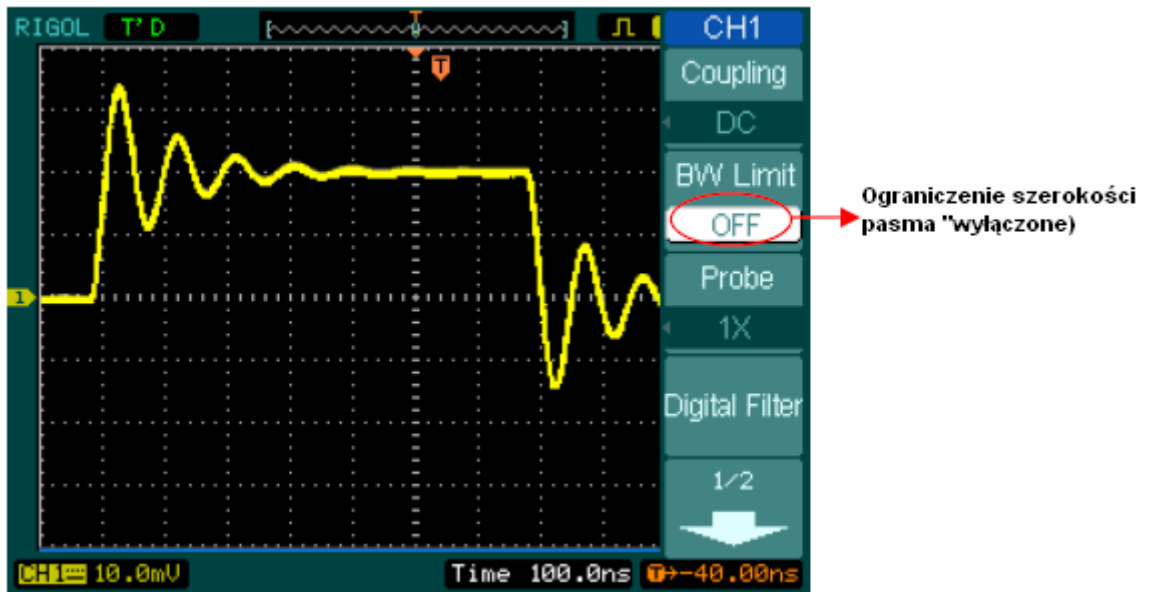 RIGOL T'D T CH1
T
Coupling
DC
BW Limit
OFF
Ograniczenie szerokości
pasma "wyłączone)
Probe
1
1X
Digital Filter
1/2
CH1 10.0mV Time 100.0ns T→-40.00ns